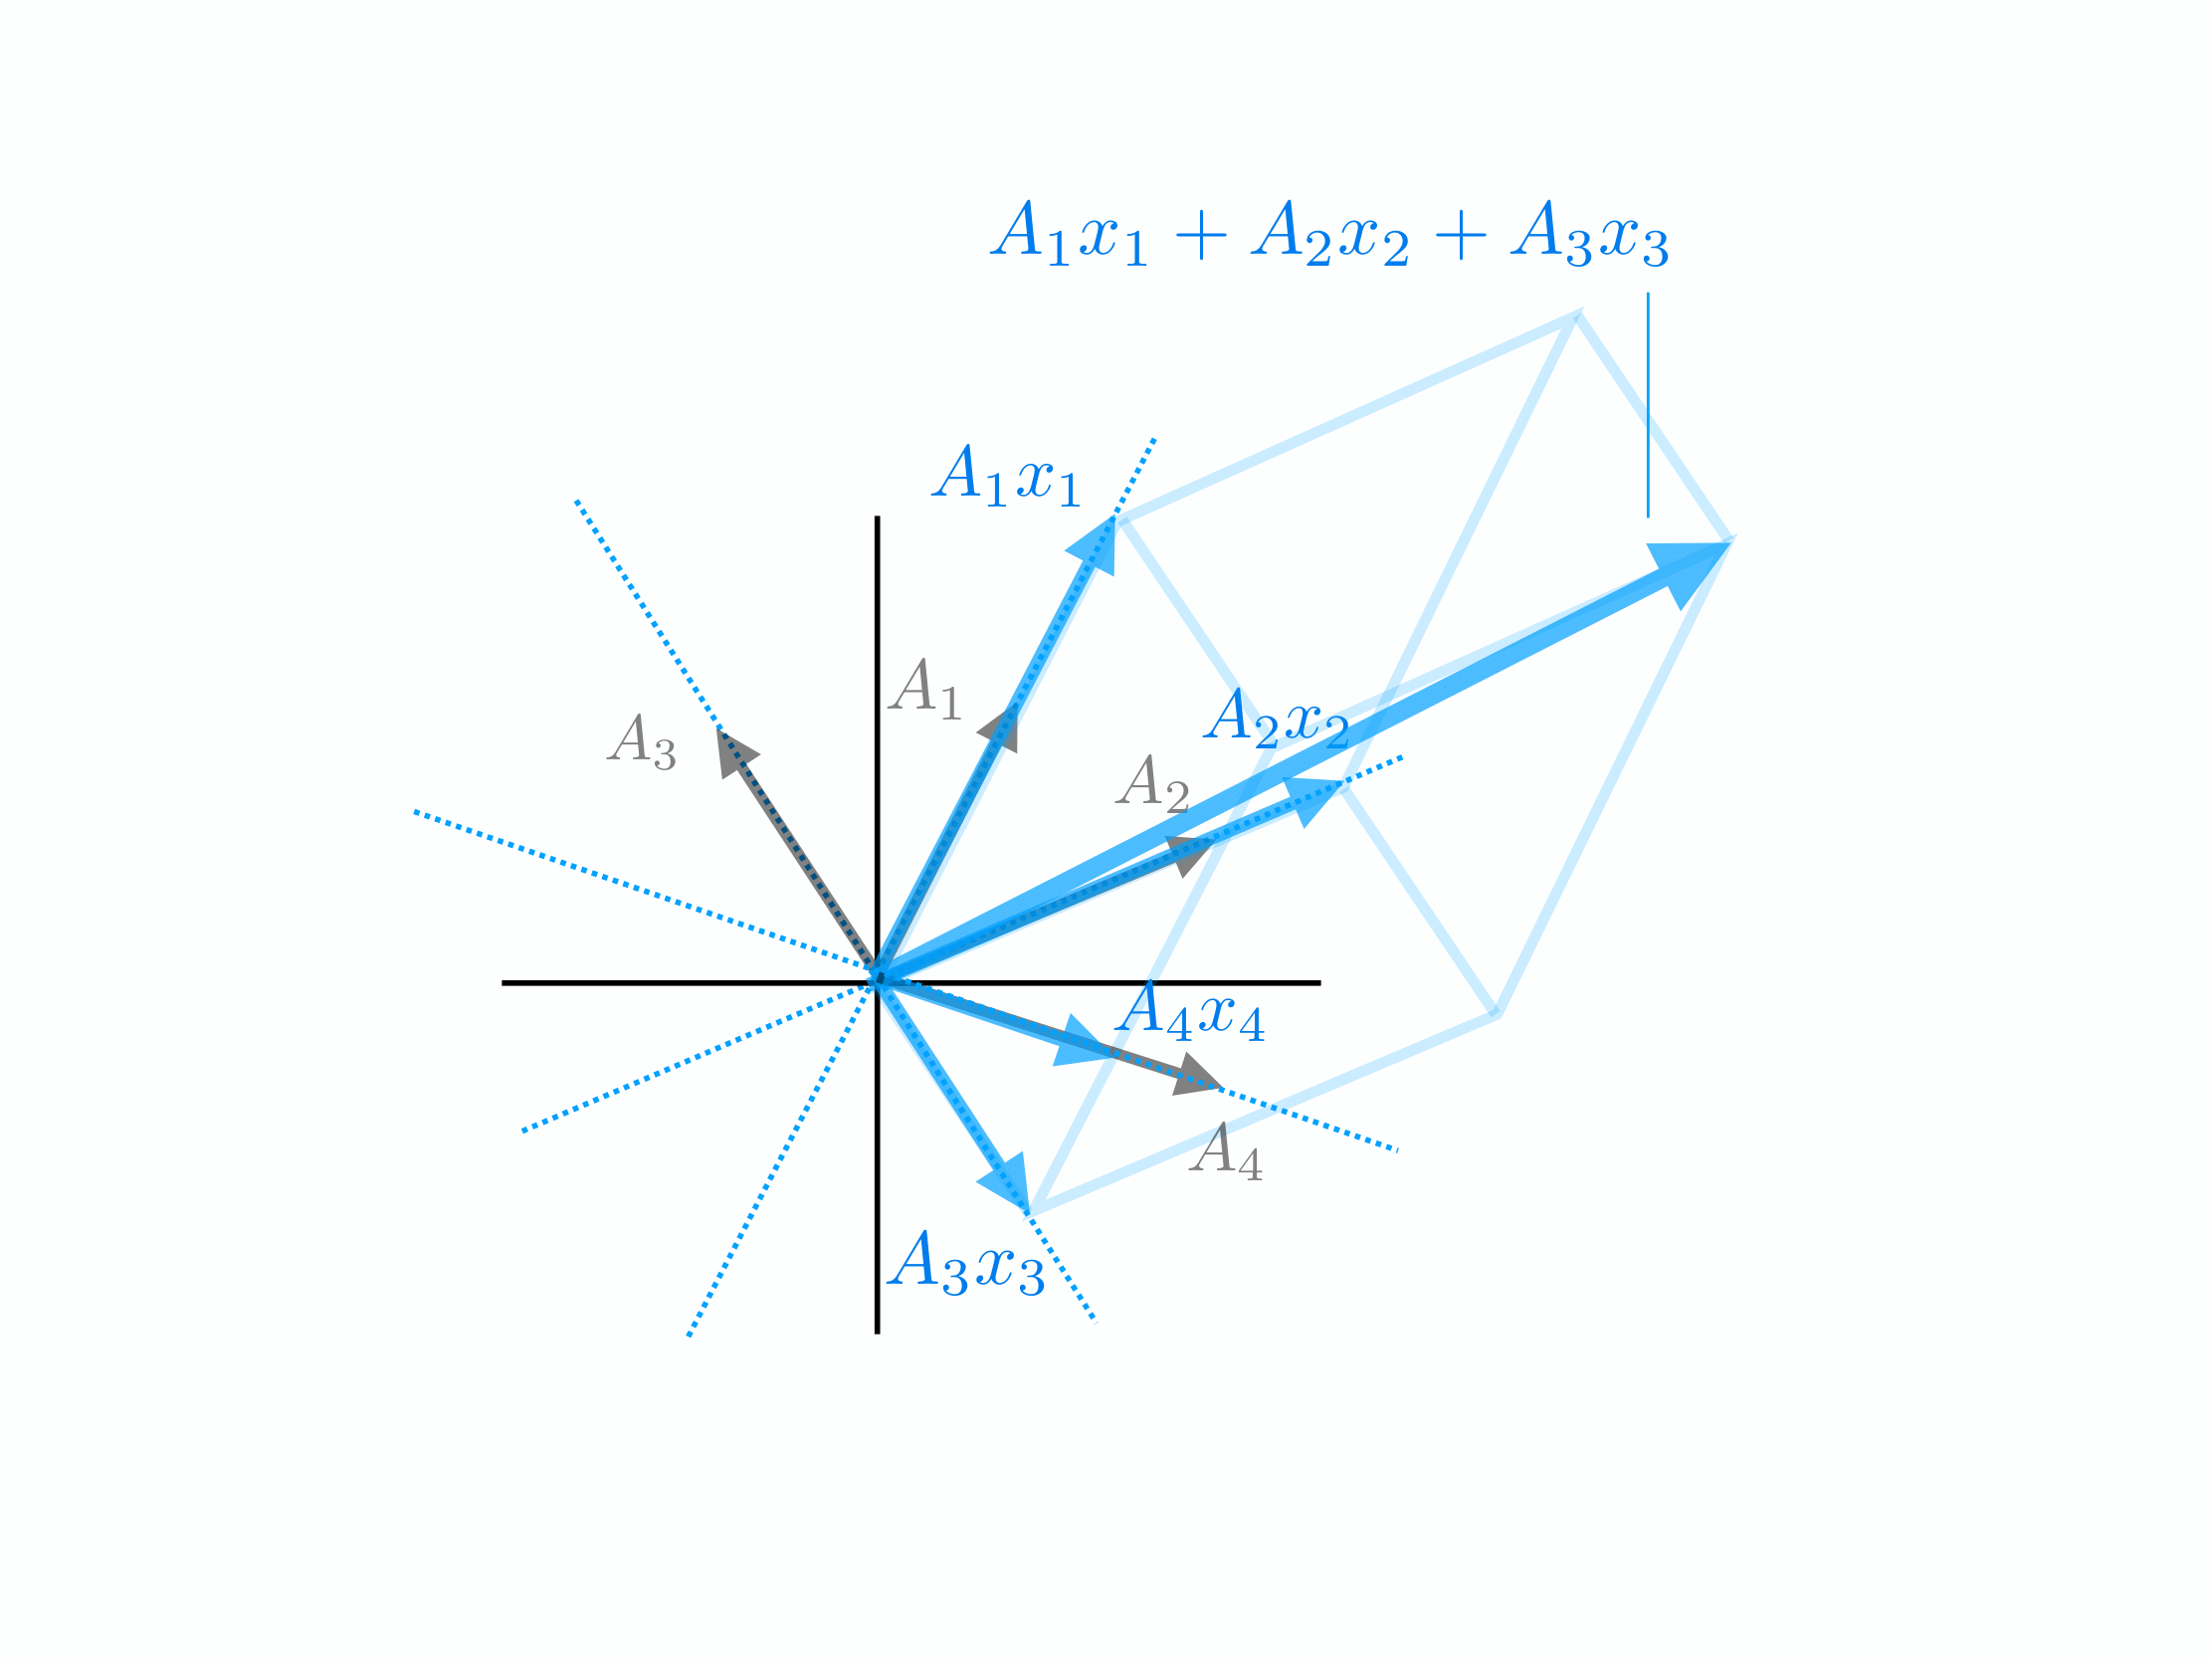 A₁x₁ + A₂x₂ + A₃x₃
A₁x₁
A₁
A₂x₂
A₃
A₂
A₄x₄
A₄
A₃x₃